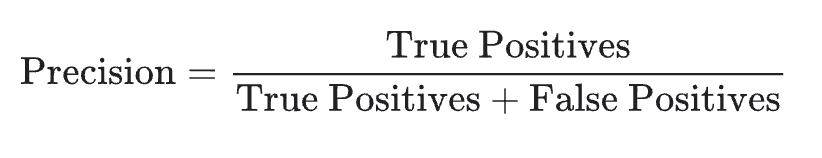 Precision = True Positives / True Positives + False Positives